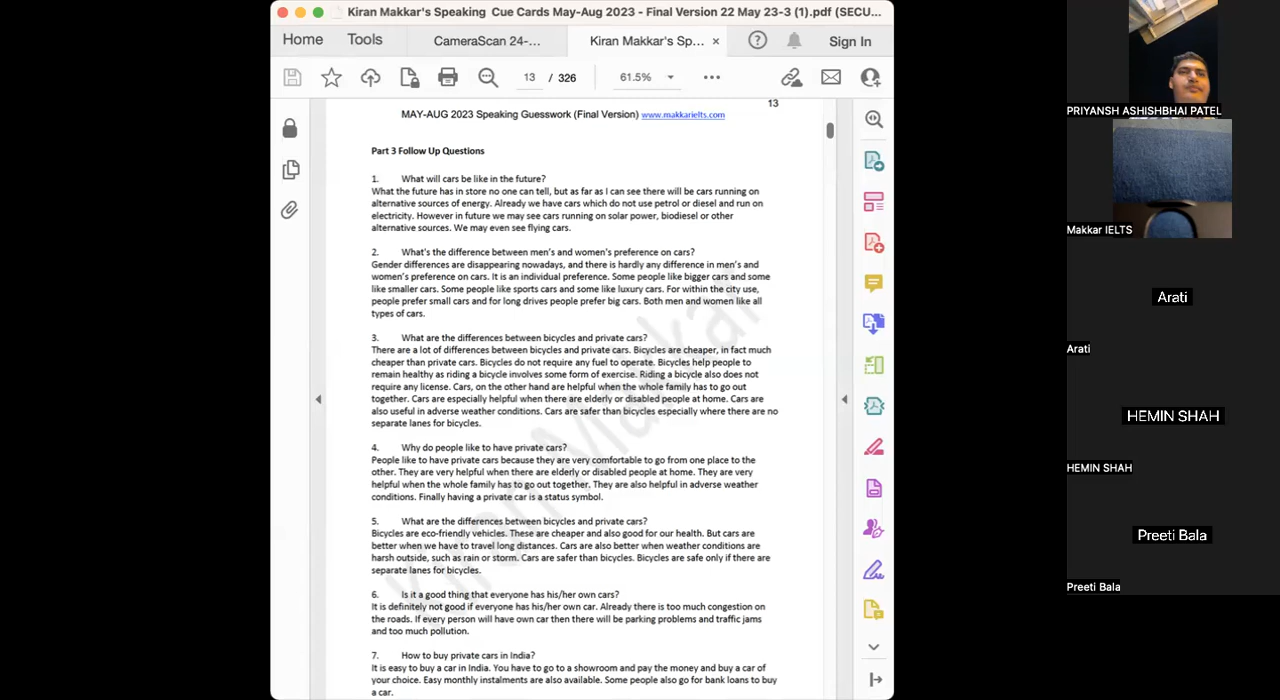 Kiran Makkar's Speaking  Cue Cards May-Aug 2023 - Final Version 22 May 23-3 (1).pdf (SECU...
Home Tools CameraScan 24-... Kiran Makkar's Sp... × ? Sign In
13 / 326 61.5% ...
13
MAY-AUG 2023 Speaking Guesswork (Final Version) www.makkarielts.com
Part 3 Follow Up Questions
1. What will cars be like in the future?
What the future has in store no one can tell, but as far as I can see there will be cars running on
alternative sources of energy. Already we have cars which do not use petrol or diesel and run on
electricity. However in future we may see cars running on solar power, biodiesel or other
alternative sources. We may even see flying cars.
2. What's the difference between men's and women's preference on cars?
Gender differences are disappearing nowadays, and there is hardly any difference in men's and
women's preference on cars. It is an individual preference. Some people like bigger cars and some
like smaller cars. Some people like sports cars and some like luxury cars. For within the city use,
people prefer small cars and for long drives people prefer big cars. Both men and women like all
types of cars.
3. What are the differences between bicycles and private cars?
There are a lot of differences between bicycles and private cars. Bicycles are cheaper, in fact much
cheaper than private cars. Bicycles do not require any fuel to operate. Bicycles help people to
remain healthy as riding a bicycle involves some form of exercise. Riding a bicycle also does not
require any license. Cars, on the other hand are helpful when the whole family has to go out
together. Cars are especially helpful when there are elderly or disabled people at home. Cars are
also useful in adverse weather conditions. Cars are safer than bicycles especially where there are no
separate lanes for bicycles.
4. Why do people like to have private cars?
People like to have private cars because they are very comfortable to go from one place to the
other. They are very helpful when there are elderly or disabled people at home. They are very
helpful when the whole family has to go out together. They are also helpful in adverse weather
conditions. Finally having a private car is a status symbol.
5. What are the differences between bicycles and private cars?
Bicycles are eco-friendly vehicles. These are cheaper and also good for our health. But cars are
better when we have to travel long distances. Cars are also better when weather conditions are
harsh outside, such as rain or storm. Cars are safer than bicycles. Bicycles are safe only if there are
separate lanes for bicycles.
6. Is it a good thing that everyone has his/her own cars?
It is definitely not good if everyone has his/her own car. Already there is too much congestion on
the roads. If every person will have own car then there will be parking problems and traffic jams
and too much pollution.
7. How to buy private cars in India?
It is easy to buy a car in India. You have to go to a showroom and pay the money and buy a car of
your choice. Easy monthly instalments are also available. Some people also go for bank loans to buy
a car.
Kiran Makkar
PRIYANSH ASHISHBHAI PATEL
Makkar IELTS
Arati
Arati
HEMIN SHAH
HEMIN SHAH
Preeti Bala
Preeti Bala